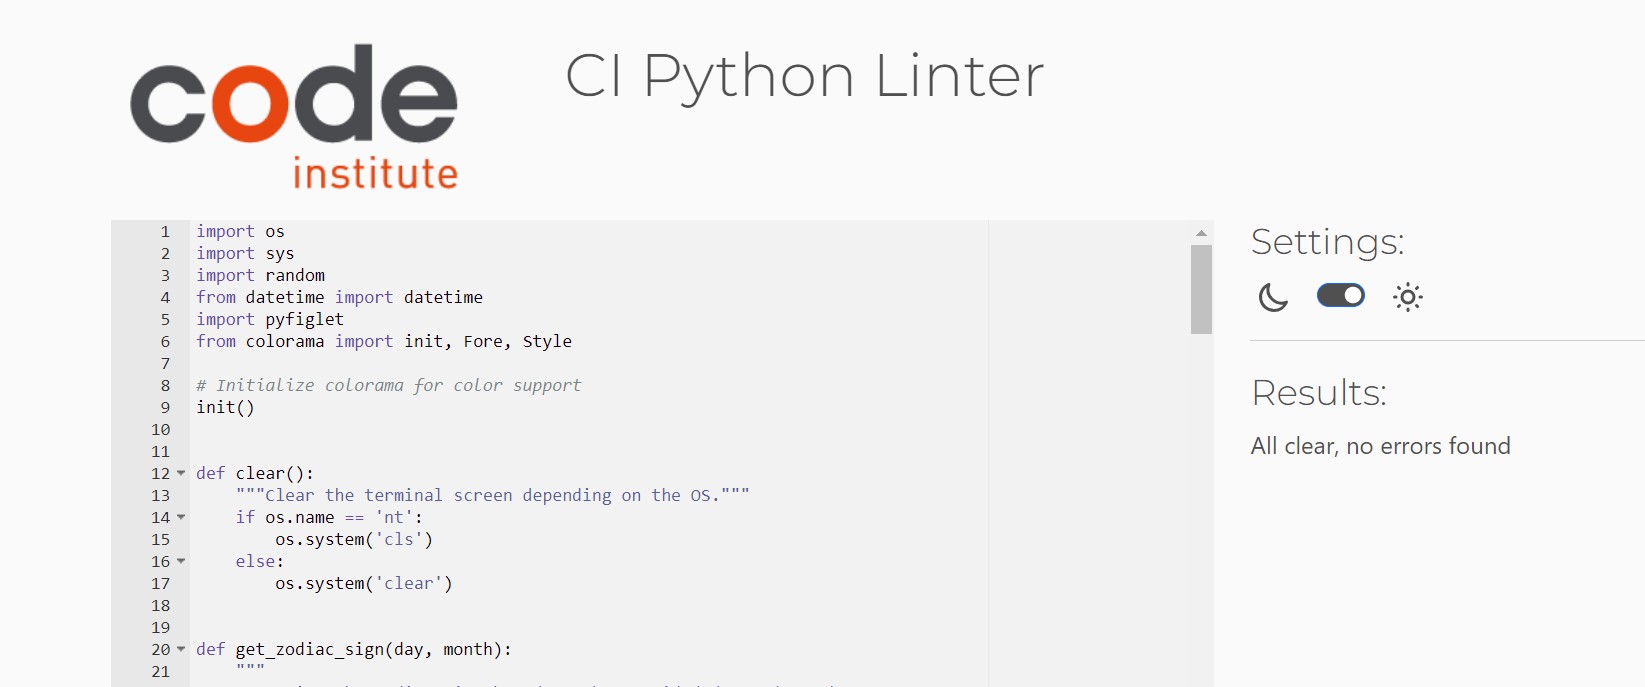 code
institute
CI Python Linter
1 import os
2 import sys
3 import random
4 from datetime import datetime
5 import pyfiglet
6 from colorama import init, Fore, Style
7
8 # Initialize colorama for color support
9 init()
10
11
12 def clear():
13     """Clear the terminal screen depending on the OS."""
14     if os.name == 'nt':
15         os.system('cls')
16     else:
17         os.system('clear')
18
19
20 def get_zodiac_sign(day, month):
21     """
Settings:
Results:
All clear, no errors found